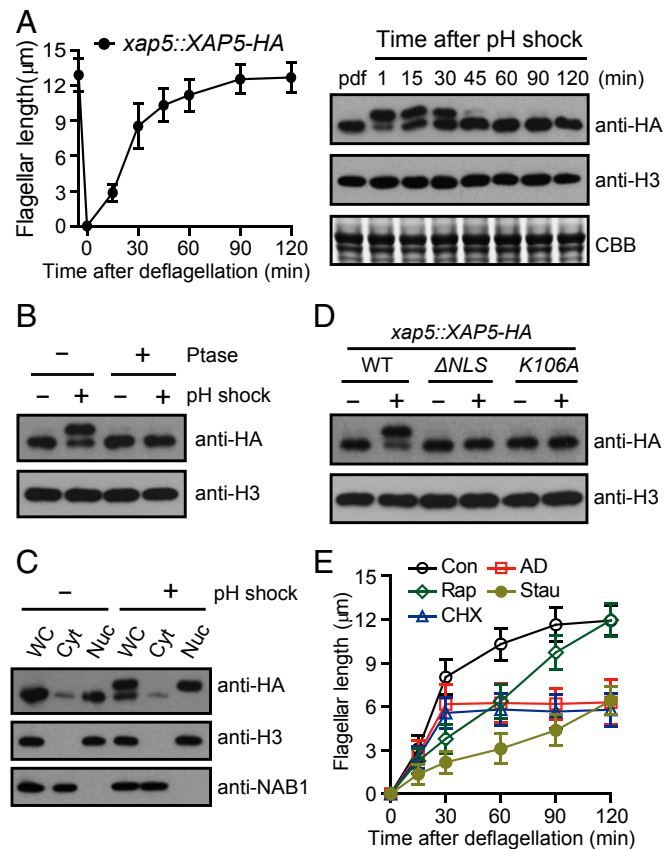 A
xap5::XAP5-HA
Flagellar length(μm)
15
12
9
6
3
0
0 30 60 90 120
Time after deflagellation (min)
Time after pH shock
pdf 1 15 30 45 60 90 120 (min)
anti-HA
anti-H3
CBB
B
– + Ptase
– + – + pH shock
anti-HA
anti-H3
D
xap5::XAP5-HA
WT ΔNLS K106A
– + – + – +
anti-HA
anti-H3
C
– + pH shock
WC Cyt Nuc WC Cyt Nuc
anti-HA
anti-H3
anti-NAB1
E
Con AD
Rap Stau
CHX
Flagellar length (μm)
15
12
9
6
3
0
0 30 60 90 120
Time after deflagellation (min)